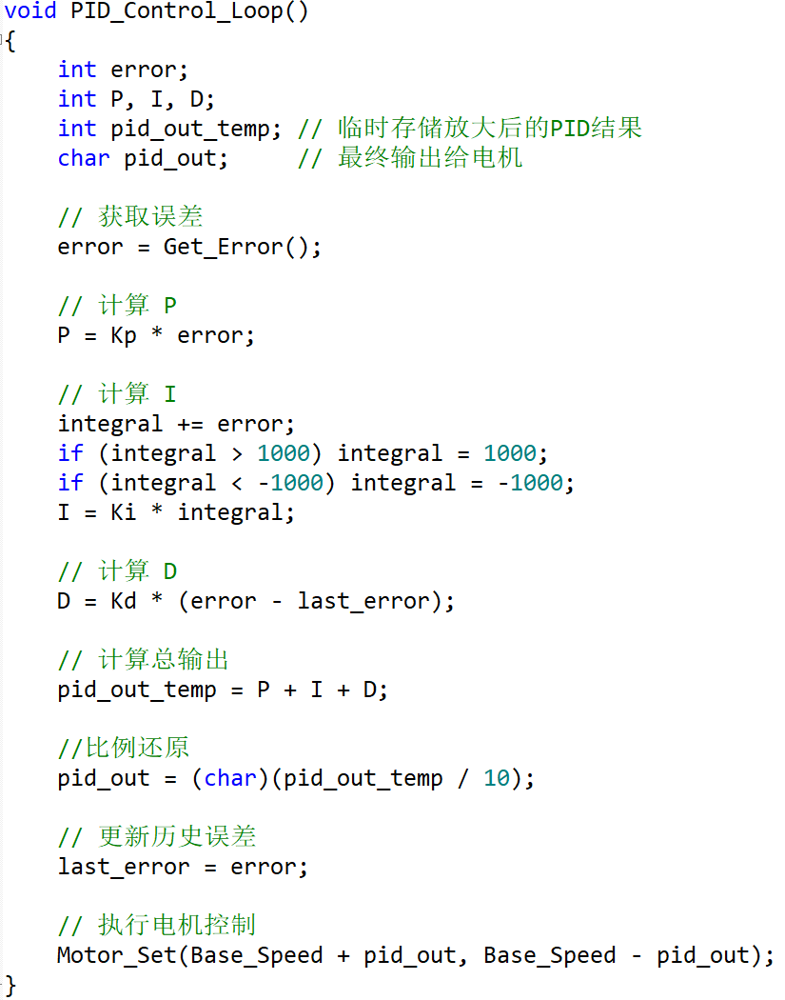 void PID_Control_Loop()
{
    int error;
    int P, I, D;
    int pid_out_temp; // 临时存储放大后的PID结果
    char pid_out;     // 最终输出给电机

    // 获取误差
    error = Get_Error();

    // 计算 P
    P = Kp * error;

    // 计算 I
    integral += error;
    if (integral > 1000) integral = 1000;
    if (integral < -1000) integral = -1000;
    I = Ki * integral;

    // 计算 D
    D = Kd * (error - last_error);

    // 计算总输出
    pid_out_temp = P + I + D;

    //比例还原
    pid_out = (char)(pid_out_temp / 10);

    // 更新历史误差
    last_error = error;

    // 执行电机控制
    Motor_Set(Base_Speed + pid_out, Base_Speed - pid_out);
}